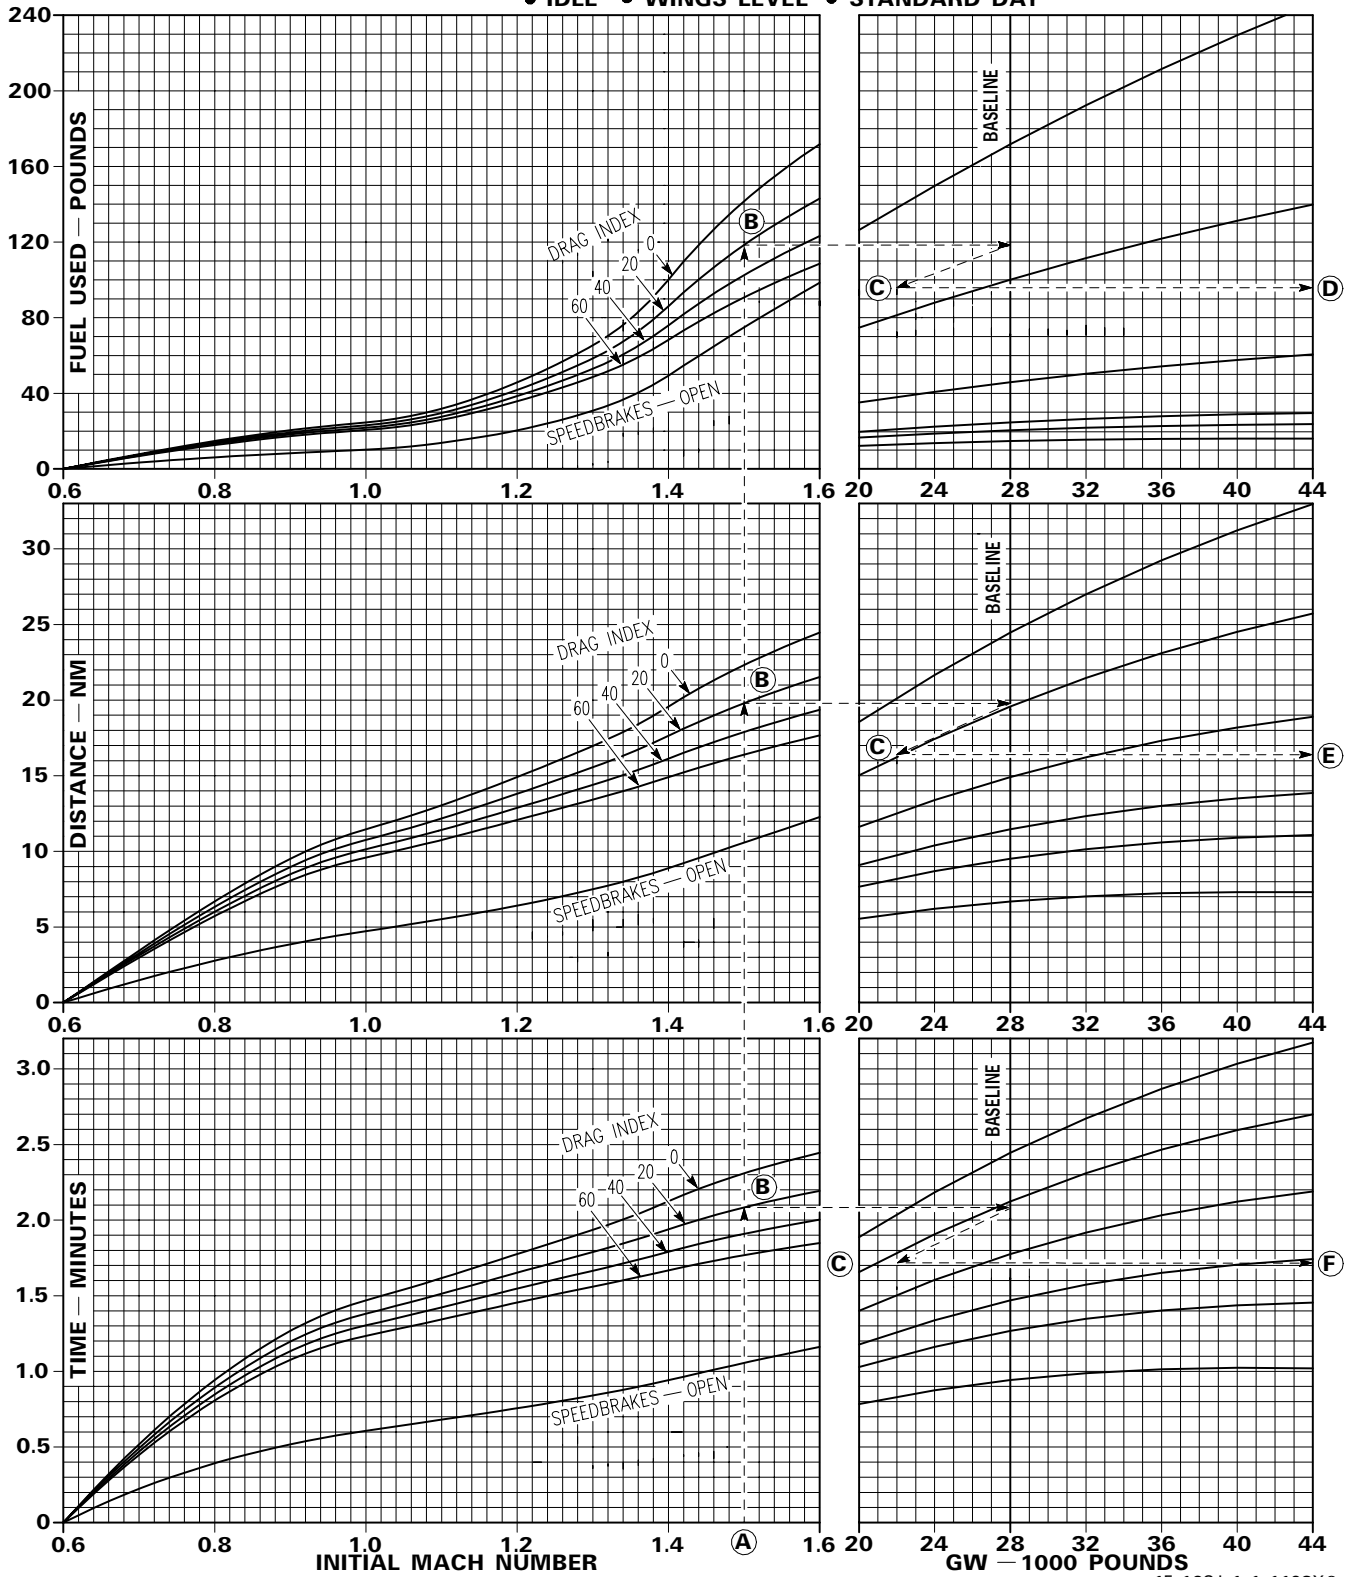 • IDLE • WINGS LEVEL • STANDARD DAY
FUEL USED — POUNDS
240
200
160
120
80
40
0
DRAG INDEX
0
20
40
60
SPEEDBRAKES — OPEN
B
0.6 0.8 1.0 1.2 1.4 1.6
BASELINE
C
D
20 24 28 32 36 40 44
DISTANCE — NM
30
25
20
15
10
5
0
DRAG INDEX
0
20
40
60
SPEEDBRAKES — OPEN
B
0.6 0.8 1.0 1.2 1.4 1.6
BASELINE
C
E
20 24 28 32 36 40 44
TIME — MINUTES
3.0
2.5
2.0
1.5
1.0
0.5
0
DRAG INDEX
0
20
40
60
SPEEDBRAKES — OPEN
B
0.6 0.8 1.0 1.2 1.4 A 1.6
INITIAL MACH NUMBER
BASELINE
C
F
20 24 28 32 36 40 44
GW — 1000 POUNDS